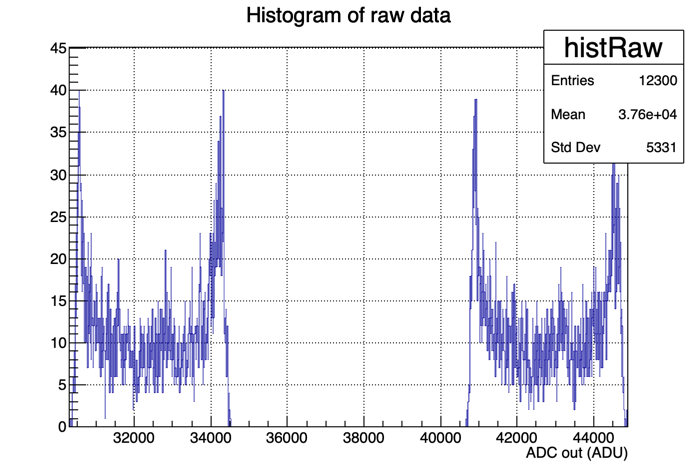 Histogram of raw data
histRaw
Entries 12300
Mean 3.76e+04
Std Dev 5331
45
40
35
30
25
20
15
10
5
0
32000 34000 36000 38000 40000 42000 44000
ADC out (ADU)